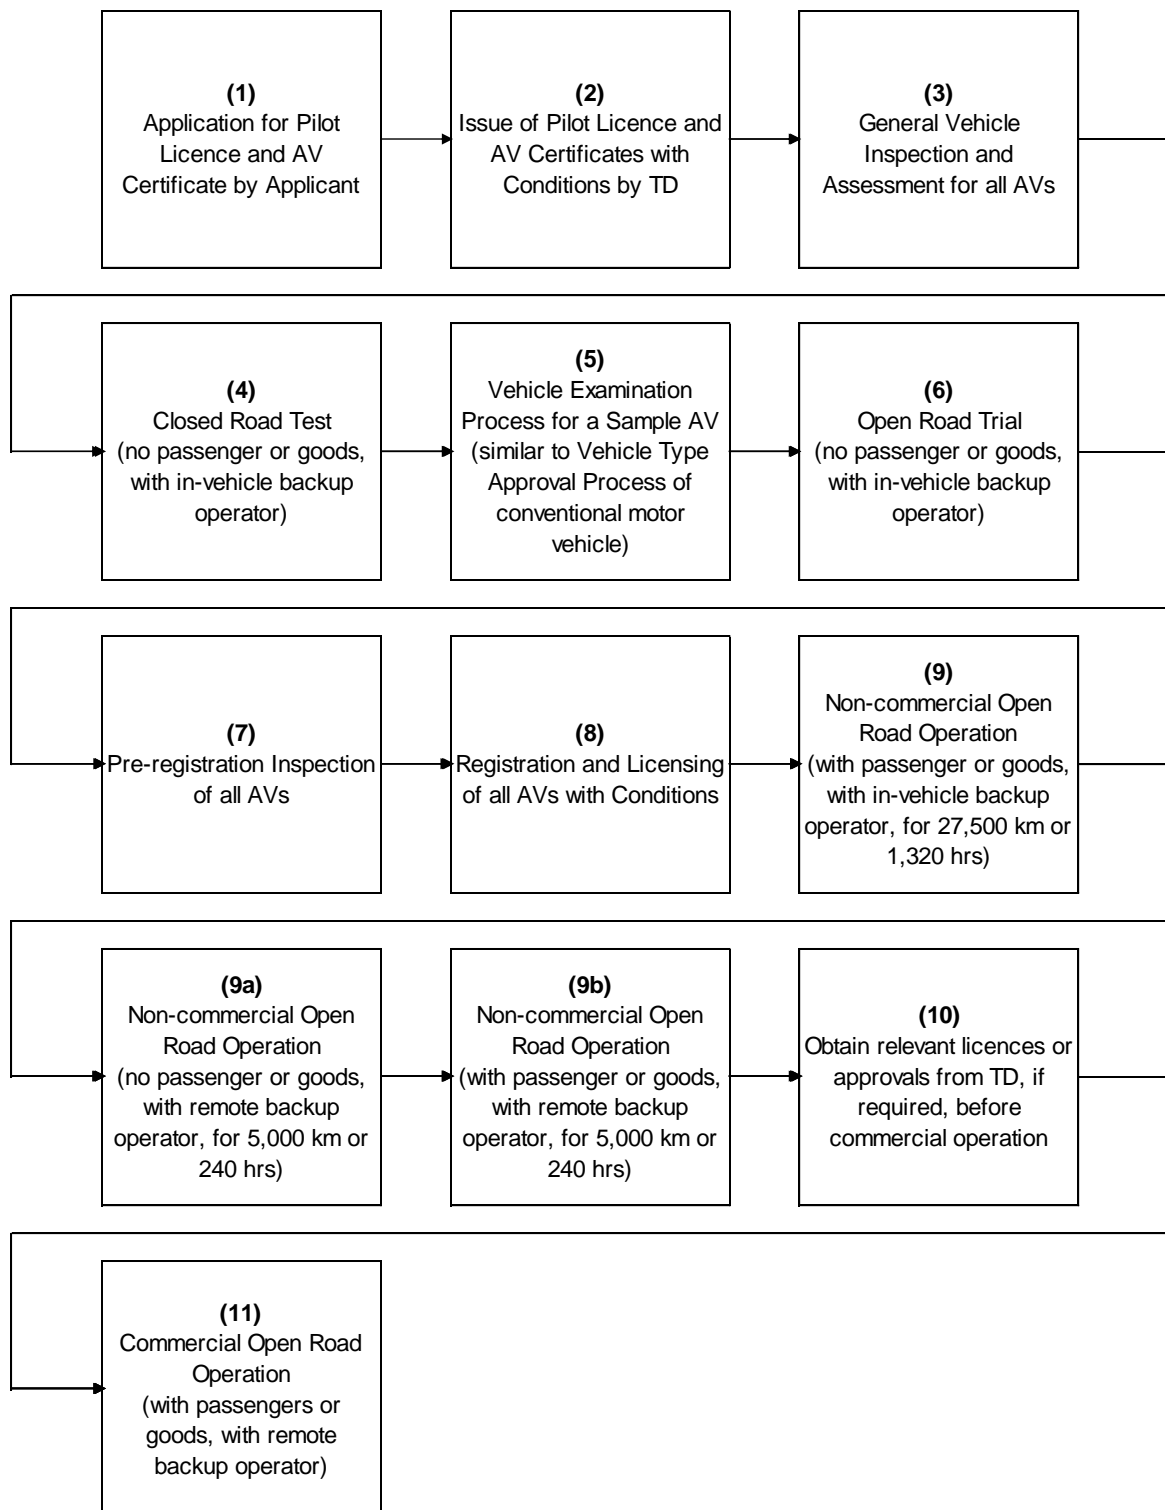 (1)
Application for Pilot
Licence and AV
Certificate by Applicant
(2)
Issue of Pilot Licence and
AV Certificates with
Conditions by TD
(3)
General Vehicle
Inspection and
Assessment for all AVs
(4)
Closed Road Test
(no passenger or goods,
with in-vehicle backup
operator)
(5)
Vehicle Examination
Process for a Sample AV
(similar to Vehicle Type
Approval Process of
conventional motor
vehicle)
(6)
Open Road Trial
(no passenger or goods,
with in-vehicle backup
operator)
(7)
Pre-registration Inspection
of all AVs
(8)
Registration and Licensing
of all AVs with Conditions
(9)
Non-commercial Open
Road Operation
(with passenger or goods,
with in-vehicle backup
operator, for 27,500 km or
1,320 hrs)
(9a)
Non-commercial Open
Road Operation
(no passenger or goods,
with remote backup
operator, for 5,000 km or
240 hrs)
(9b)
Non-commercial Open
Road Operation
(with passenger or goods,
with remote backup
operator, for 5,000 km or
240 hrs)
(10)
Obtain relevant licences or
approvals from TD, if
required, before
commercial operation
(11)
Commercial Open Road
Operation
(with passengers or
goods, with remote
backup operator)